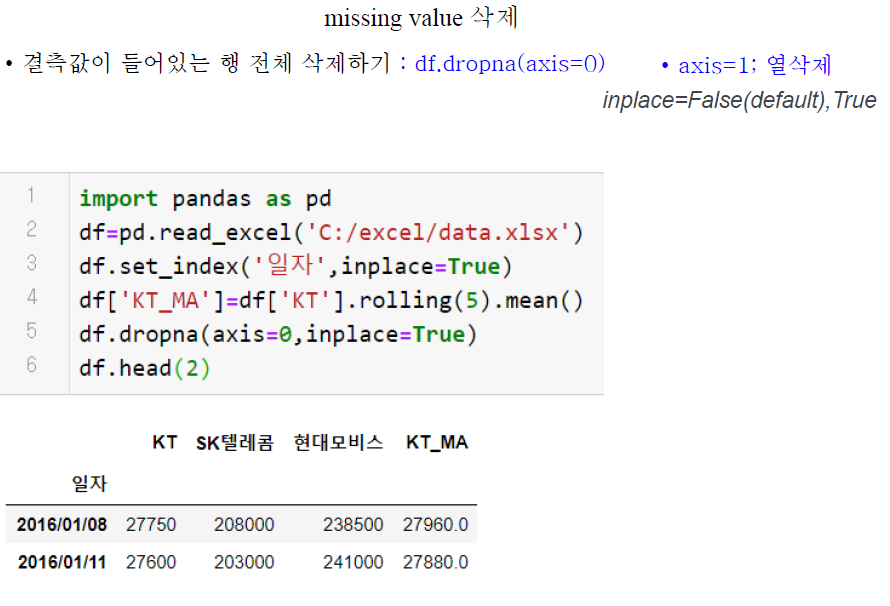 missing value 삭제
• 결측값이 들어있는 행 전체 삭제하기 : df.dropna(axis=0)
• axis=1; 열삭제
inplace=False(default),True
1 import pandas as pd
2 df=pd.read_excel('C:/excel/data.xlsx')
3 df.set_index('일자',inplace=True)
4 df['KT_MA']=df['KT'].rolling(5).mean()
5 df.dropna(axis=0,inplace=True)
6 df.head(2)
KT SK텔레콤 현대모비스 KT_MA
일자
2016/01/08 27750 208000 238500 27960.0
2016/01/11 27600 203000 241000 27880.0